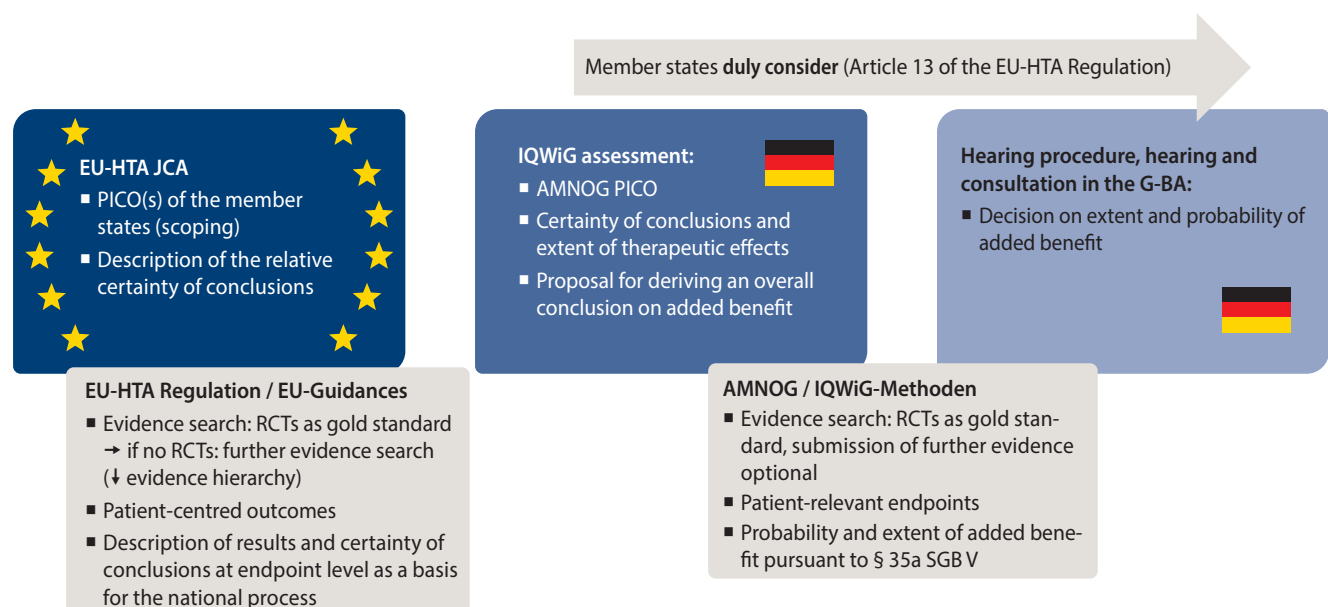 Member states duly consider (Article 13 of the EU-HTA Regulation)
EU-HTA JCA
■ PICO(s) of the member
states (scoping)
■ Description of the relative
certainty of conclusions
IQWiG assessment:
■ AMNOG PICO
■ Certainty of conclusions and
extent of therapeutic effects
■ Proposal for deriving an overall
conclusion on added benefit
Hearing procedure, hearing and
consultation in the G-BA:
■ Decision on extent and probability of
added benefit
EU-HTA Regulation / EU-Guidances
■ Evidence search: RCTs as gold standard
→ if no RCTs: further evidence search
(↓ evidence hierarchy)
■ Patient-centred outcomes
■ Description of results and certainty of
conclusions at endpoint level as a basis
for the national process
AMNOG / IQWiG-Methoden
■ Evidence search: RCTs as gold stan-
dard, submission of further evidence
optional
■ Patient-relevant endpoints
■ Probability and extent of added bene-
fit pursuant to § 35a SGB V